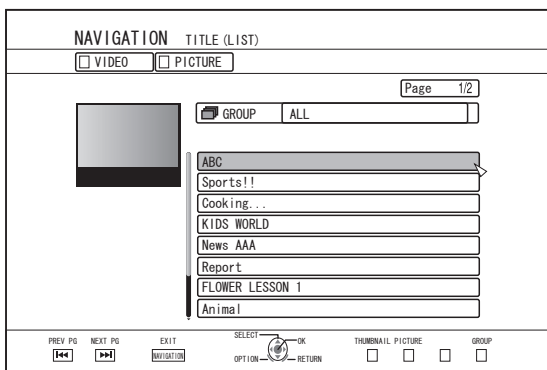 NAVIGATION TITLE (LIST)
VIDEO PICTURE
Page 1/2
GROUP ALL
ABC
Sports!!
Cooking...
KIDS WORLD
News AAA
Report
FLOWER LESSON 1
Animal
PREV PG NEXT PG EXIT SELECT OK THUMBNAIL PICTURE GROUP
NAVIGATION OPTION RETURN